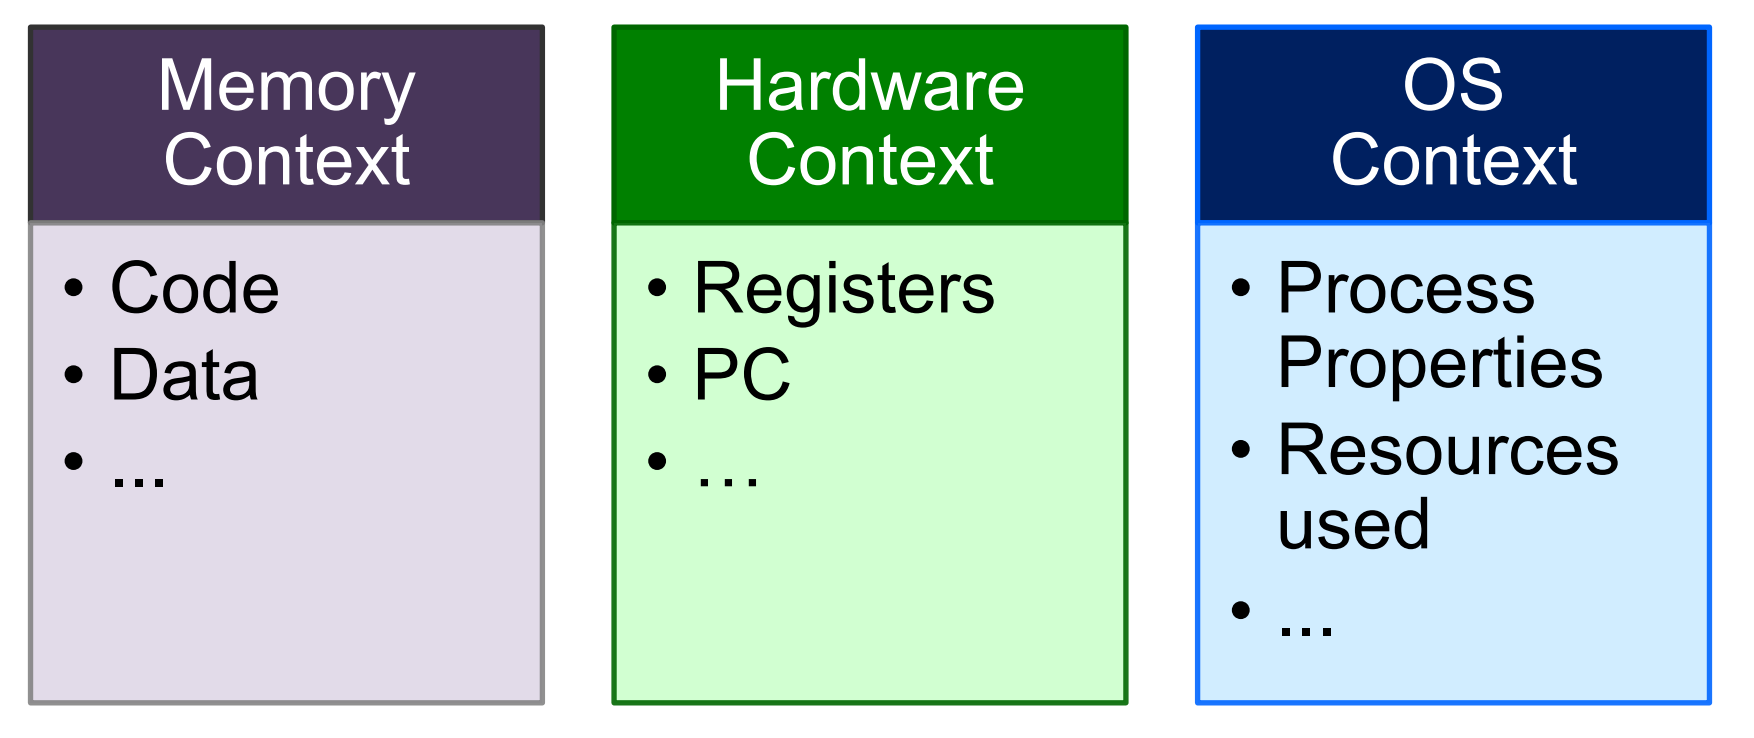 Memory
Context
• Code
• Data
• ...
Hardware
Context
• Registers
• PC
• …
OS
Context
• Process
Properties
• Resources
used
• ...